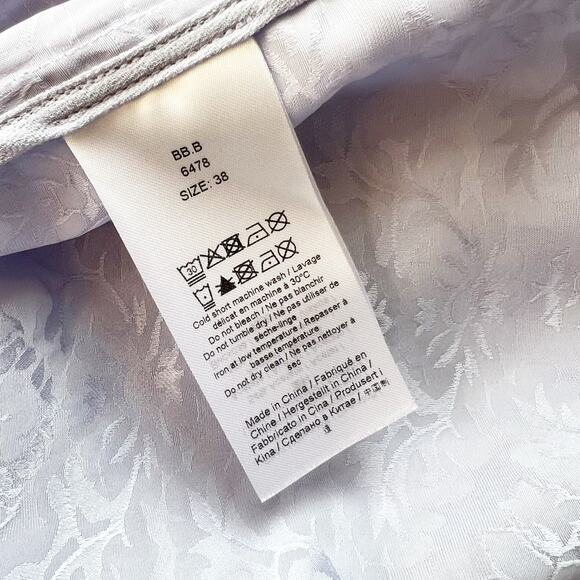 BB.B
6478
SIZE: 38
30
Cold short machine wash / Lavage
délicat en machine à 30°C
Do not bleach / Ne pas blanchir
Do not tumble dry / Ne pas utiliser de
sèche-linge
iron at low temperature / Repasser à
basse température
Do not dry clean / Ne pas nettoyer à
sec
Made in China / Fabriqué en
Chine / Hergestellt in China /
Fabbricato in Cina / Produsert i
Kina / Сделано в Китае / 中国制
造